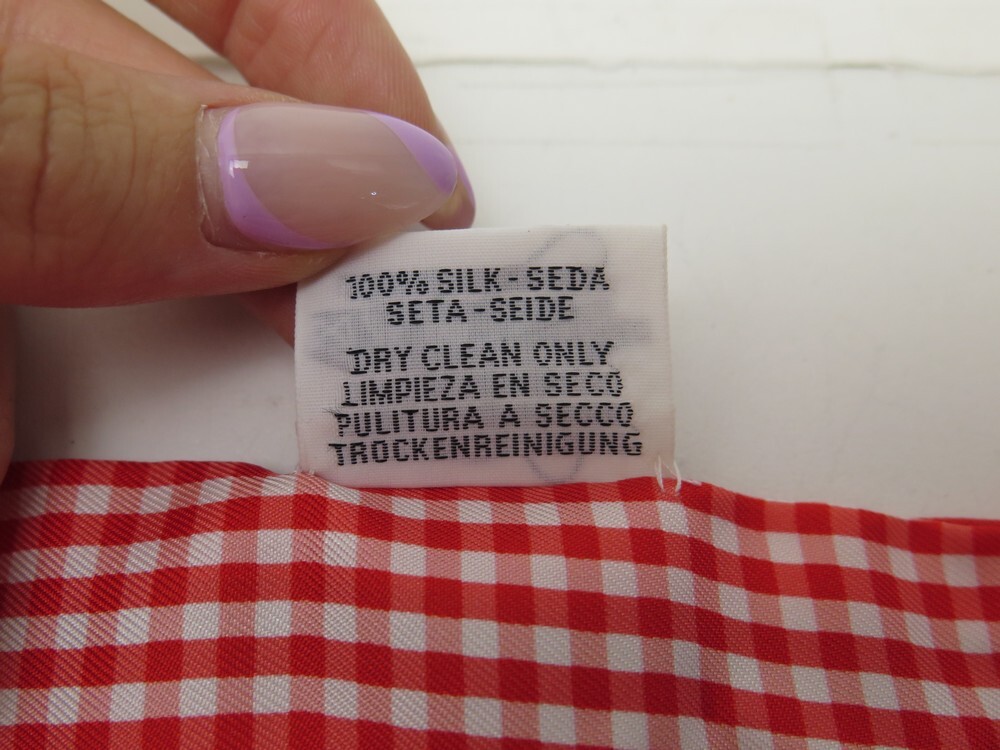 100% SILK - SEDA
SETA - SEIDE
DRY CLEAN ONLY
LIMPIEZA EN SECO
PULITURA A SECCO
TROCKENREINIGUNG